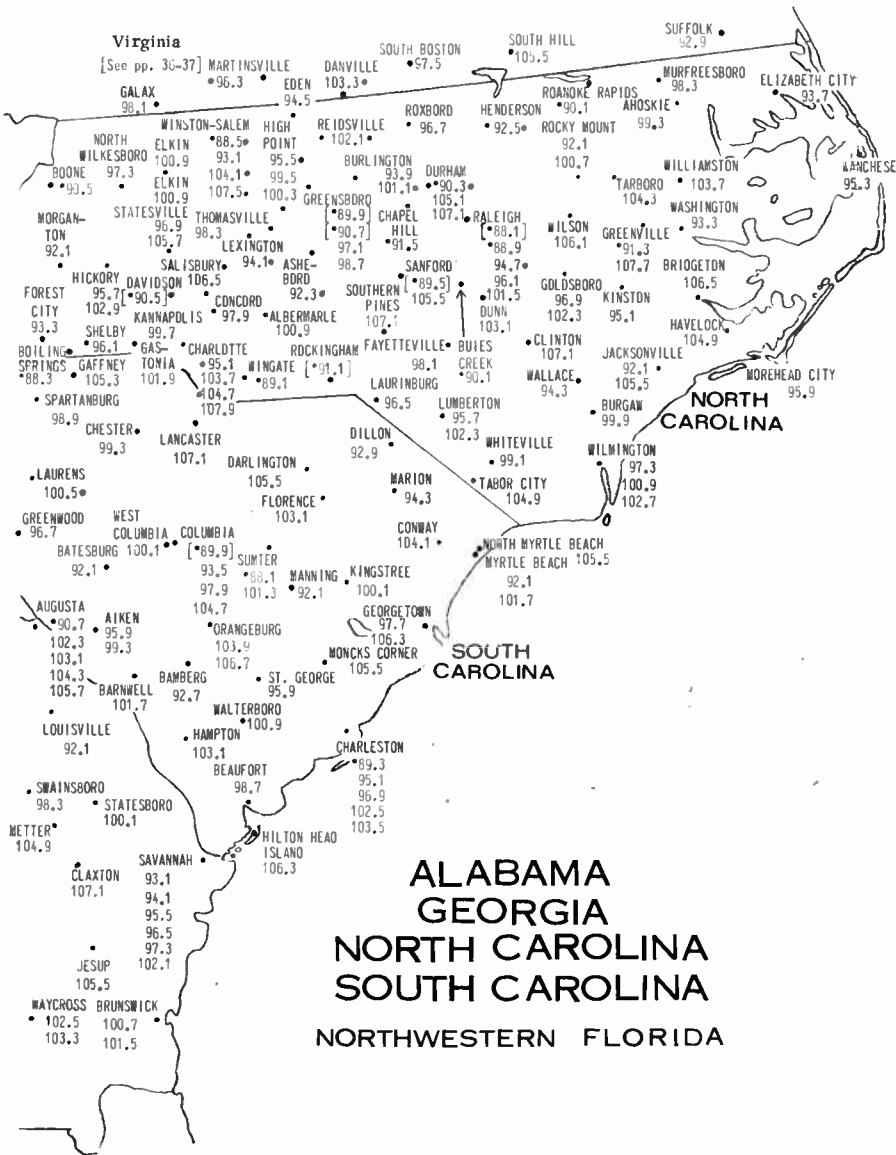 Virginia
[See pp. 36-37]
SUFFOLK
92.9
SOUTH HILL
105.5
SOUTH BOSTON
97.5
DANVILLE
103.3
MARTINSVILLE
96.3
GALAX
98.1
EDEN
94.5
MURFREESBORO
98.3
ELIZABETH CITY
93.7
ROANOKE RAPIDS
90.1
AHOSKIE
99.3
HENDERSON
92.5
ROXBORD
96.7
REIDSVILLE
102.1
HIGH
POINT
95.5
99.5
100.3
WINSTON-SALEM
88.5
93.1
104.1
107.5
ELKIN
100.9
ELKIN
100.9
NORTH
WILKESBORO
97.3
BOONE
90.5
ROCKY MOUNT
92.1
100.7
WILLIAMSTON
103.7
WANCHESE
95.3
TARBORO
104.3
WASHINGTON
93.3
BURLINGTON
93.9
101.1
DURHAM
90.3
105.1
107.1
GREENSBORO
[89.9]
[90.7]
97.1
98.7
CHAPEL
HILL
91.5
RALEIGH
[88.1]
88.9
94.7
96.1
101.5
WILSON
106.1
GREENVILLE
91.3
107.7
BRIDGETON
106.5
MORGAN-
TON
92.1
STATESVILLE
96.9
105.7
THOMASVILLE
98.3
LEXINGTON
94.1
ASHE-
BORD
92.3
SALISBURY
106.5
HICKORY
95.7
102.9
DAVIDSON
[90.5]
CONCORD
97.9
ALBERMARLE
100.9
SOUTHERN
PINES
107.1
SANFORD
[89.5]
105.5
DUNN
103.1
GOLDSBORO
96.9
102.3
KINSTON
95.1
HAVELOCK
104.9
FOREST
CITY
93.3
KANNAPOLIS
99.7
SHELBY
96.1
BOILING
SPRINGS
88.3
GAFFNEY
105.3
GAS-
TONIA
101.9
CHARLOTTE
95.1
103.7
104.7
107.9
WINGATE
89.1
ROCKINGHAM
[91.1]
FAYETTEVILLE
98.1
BUIES
CREEK
90.1
CLINTON
107.1
JACKSONVILLE
92.1
105.5
WALLACE
94.3
MOREHEAD CITY
95.9
NORTH
CAROLINA
SPARTANBURG
98.9
LAURINBURG
96.5
LUMBERTON
95.7
102.3
BURGAW
99.9
CHESTER
99.3
LANCASTER
107.1
DILLON
92.9
WHITEVILLE
99.1
WILMINGTON
97.3
100.9
102.7
LAURENS
100.5
DARLINGTON
105.5
FLORENCE
103.1
MARION
94.3
TABOR CITY
104.9
GREENWOOD
96.7
WEST
COLUMBIA
100.1
COLUMBIA
[89.9]
93.5
97.9
104.7
CONWAY
104.1
NORTH MYRTLE BEACH
105.5
MYRTLE BEACH
92.1
101.7
BATESBURG
92.1
SUMTER
88.1
101.3
MANNING
92.1
KINGSTREE
100.1
GEORGETOWN
97.7
106.3
SOUTH
CAROLINA
AUGUSTA
90.7
102.3
103.1
104.3
105.7
AIKEN
95.9
99.3
ORANGEBURG
103.9
106.7
MONCKS CORNER
105.5
BARNWELL
101.7
BAMBERG
92.7
ST. GEORGE
95.9
LOUISVILLE
92.1
WALTERBORO
100.9
HAMPTON
103.1
CHARLESTON
89.3
95.1
96.9
102.5
103.5
BEAUFORT
98.7
SWAINSBORO
98.3
STATESBORO
100.1
METTER
104.9
HILTON HEAD
ISLAND
106.3
CLAXTON
107.1
SAVANNAH
93.1
94.1
95.5
96.5
97.3
102.1
JESUP
105.5
WAYCROSS
102.5
103.3
BRUNSWICK
100.7
101.5
ALABAMA
GEORGIA
NORTH CAROLINA
SOUTH CAROLINA
NORTHWESTERN FLORIDA